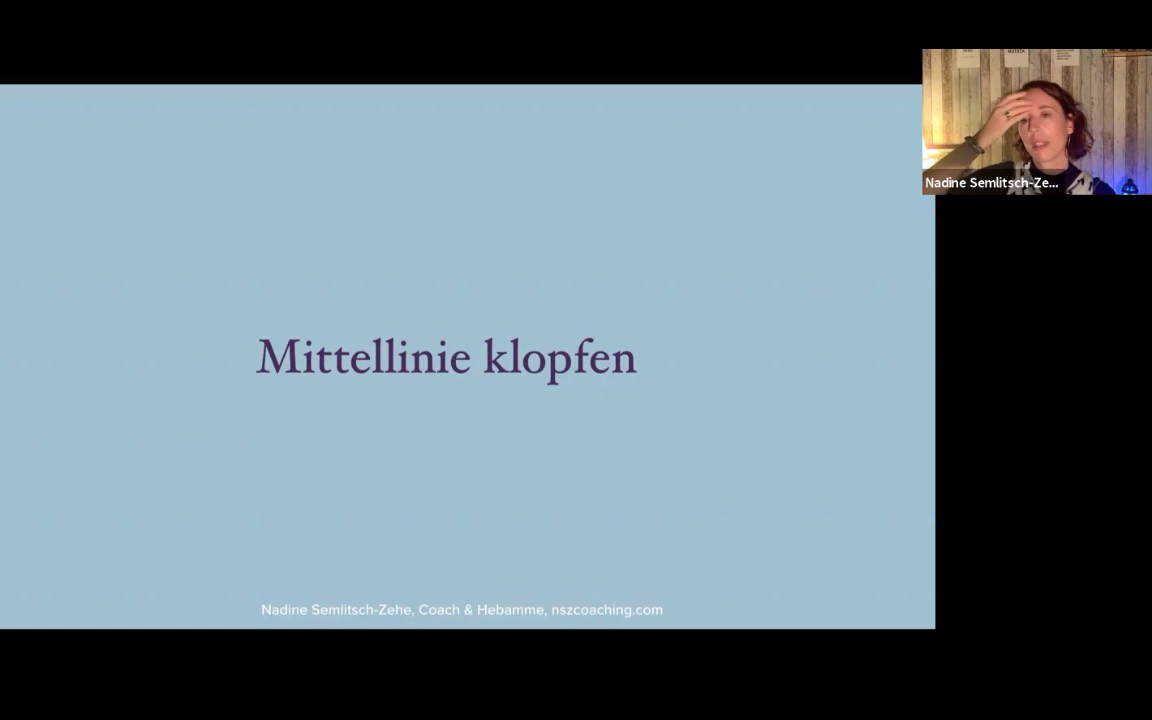 Nadine Semlitsch-Ze...
Mittellinie klopfen
Nadine Semlitsch-Zehe, Coach & Hebamme, nszcoaching.com